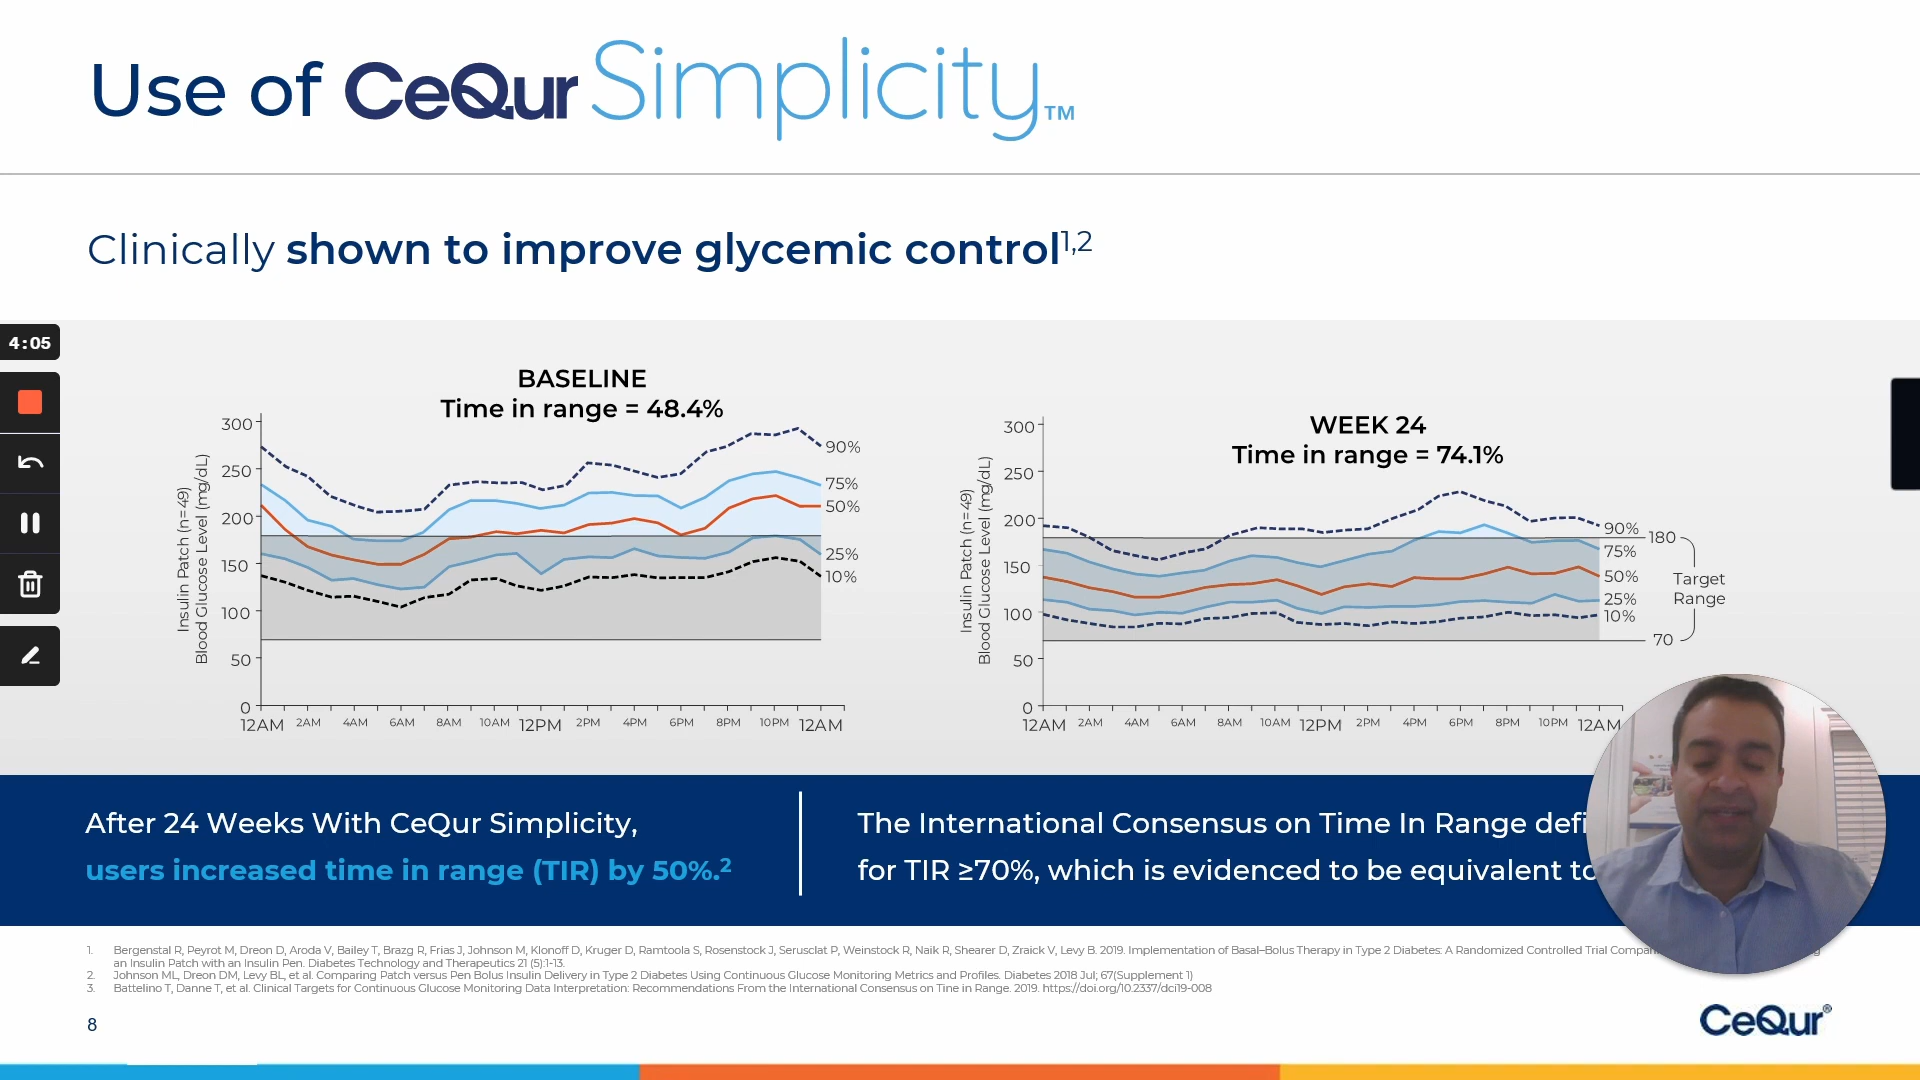 Use of CeQur Simplicity™
Clinically shown to improve glycemic control1,2
4:05
BASELINE
Time in range = 48.4%
Insulin Patch (n=49)
Blood Glucose Level (mg/dL)
300
250
200
150
100
50
0
90%
75%
50%
25%
10%
12AM 2AM 4AM 6AM 8AM 10AM 12PM 2PM 4PM 6PM 8PM 10PM 12AM
WEEK 24
Time in range = 74.1%
Insulin Patch (n=49)
Blood Glucose Level (mg/dL)
300
250
200
150
100
50
0
90%
75%
50%
25%
10%
180
Target
Range
70
12AM 2AM 4AM 6AM 8AM 10AM 12PM 2PM 4PM 6PM 8PM 10PM 12AM
After 24 Weeks With CeQur Simplicity,
users increased time in range (TIR) by 50%.2
The International Consensus on Time In Range defi
for TIR ≥70%, which is evidenced to be equivalent to
1. Bergenstal R, Peyrot M, Dreon D, Aroda V, Bailey T, Brazg R, Frias J, Johnson M, Klonoff D, Kruger D, Ramtoola S, Rosenstock J, Serusclat P, Weinstock R, Naik R, Shearer D, Zraick V, Levy B. 2019. Implementation of Basal–Bolus Therapy in Type 2 Diabetes: A Randomized Controlled Trial
an Insulin Patch with an Insulin Pen. Diabetes Technology and Therapeutics 21 (5):1-13.
2. Johnson ML, Dreon DM, Levy BL, et al. Comparing Patch versus Pen Bolus Insulin Delivery in Type 2 Diabetes Using Continuous Glucose Monitoring Metrics and Profiles. Diabetes 2018 Jul; 67(Supplement 1)
3. Battelino T, Danne T, et al. Clinical Targets for Continuous Glucose Monitoring Data Interpretation: Recommendations From the International Consensus on Tine in Range. 2019. https://doi.org/10.2337/dci19-008
8
CeQur®